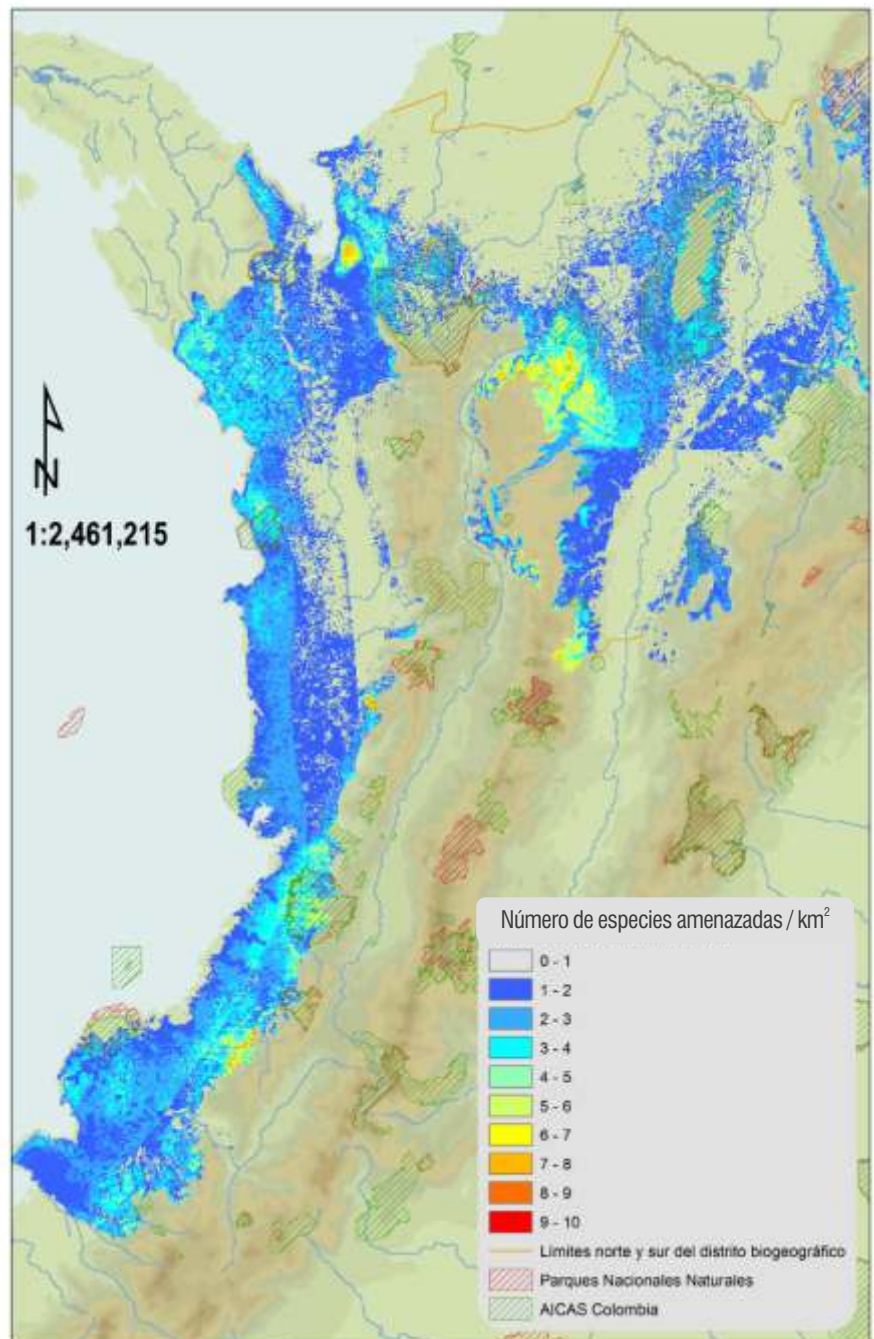 N
1:2,461,215
Número de especies amenazadas / km²
0 - 1
1 - 2
2 - 3
3 - 4
4 - 5
5 - 6
6 - 7
7 - 8
8 - 9
9 - 10
Límites norte y sur del distrito biogeográfico
Parques Nacionales Naturales
AICAS Colombia